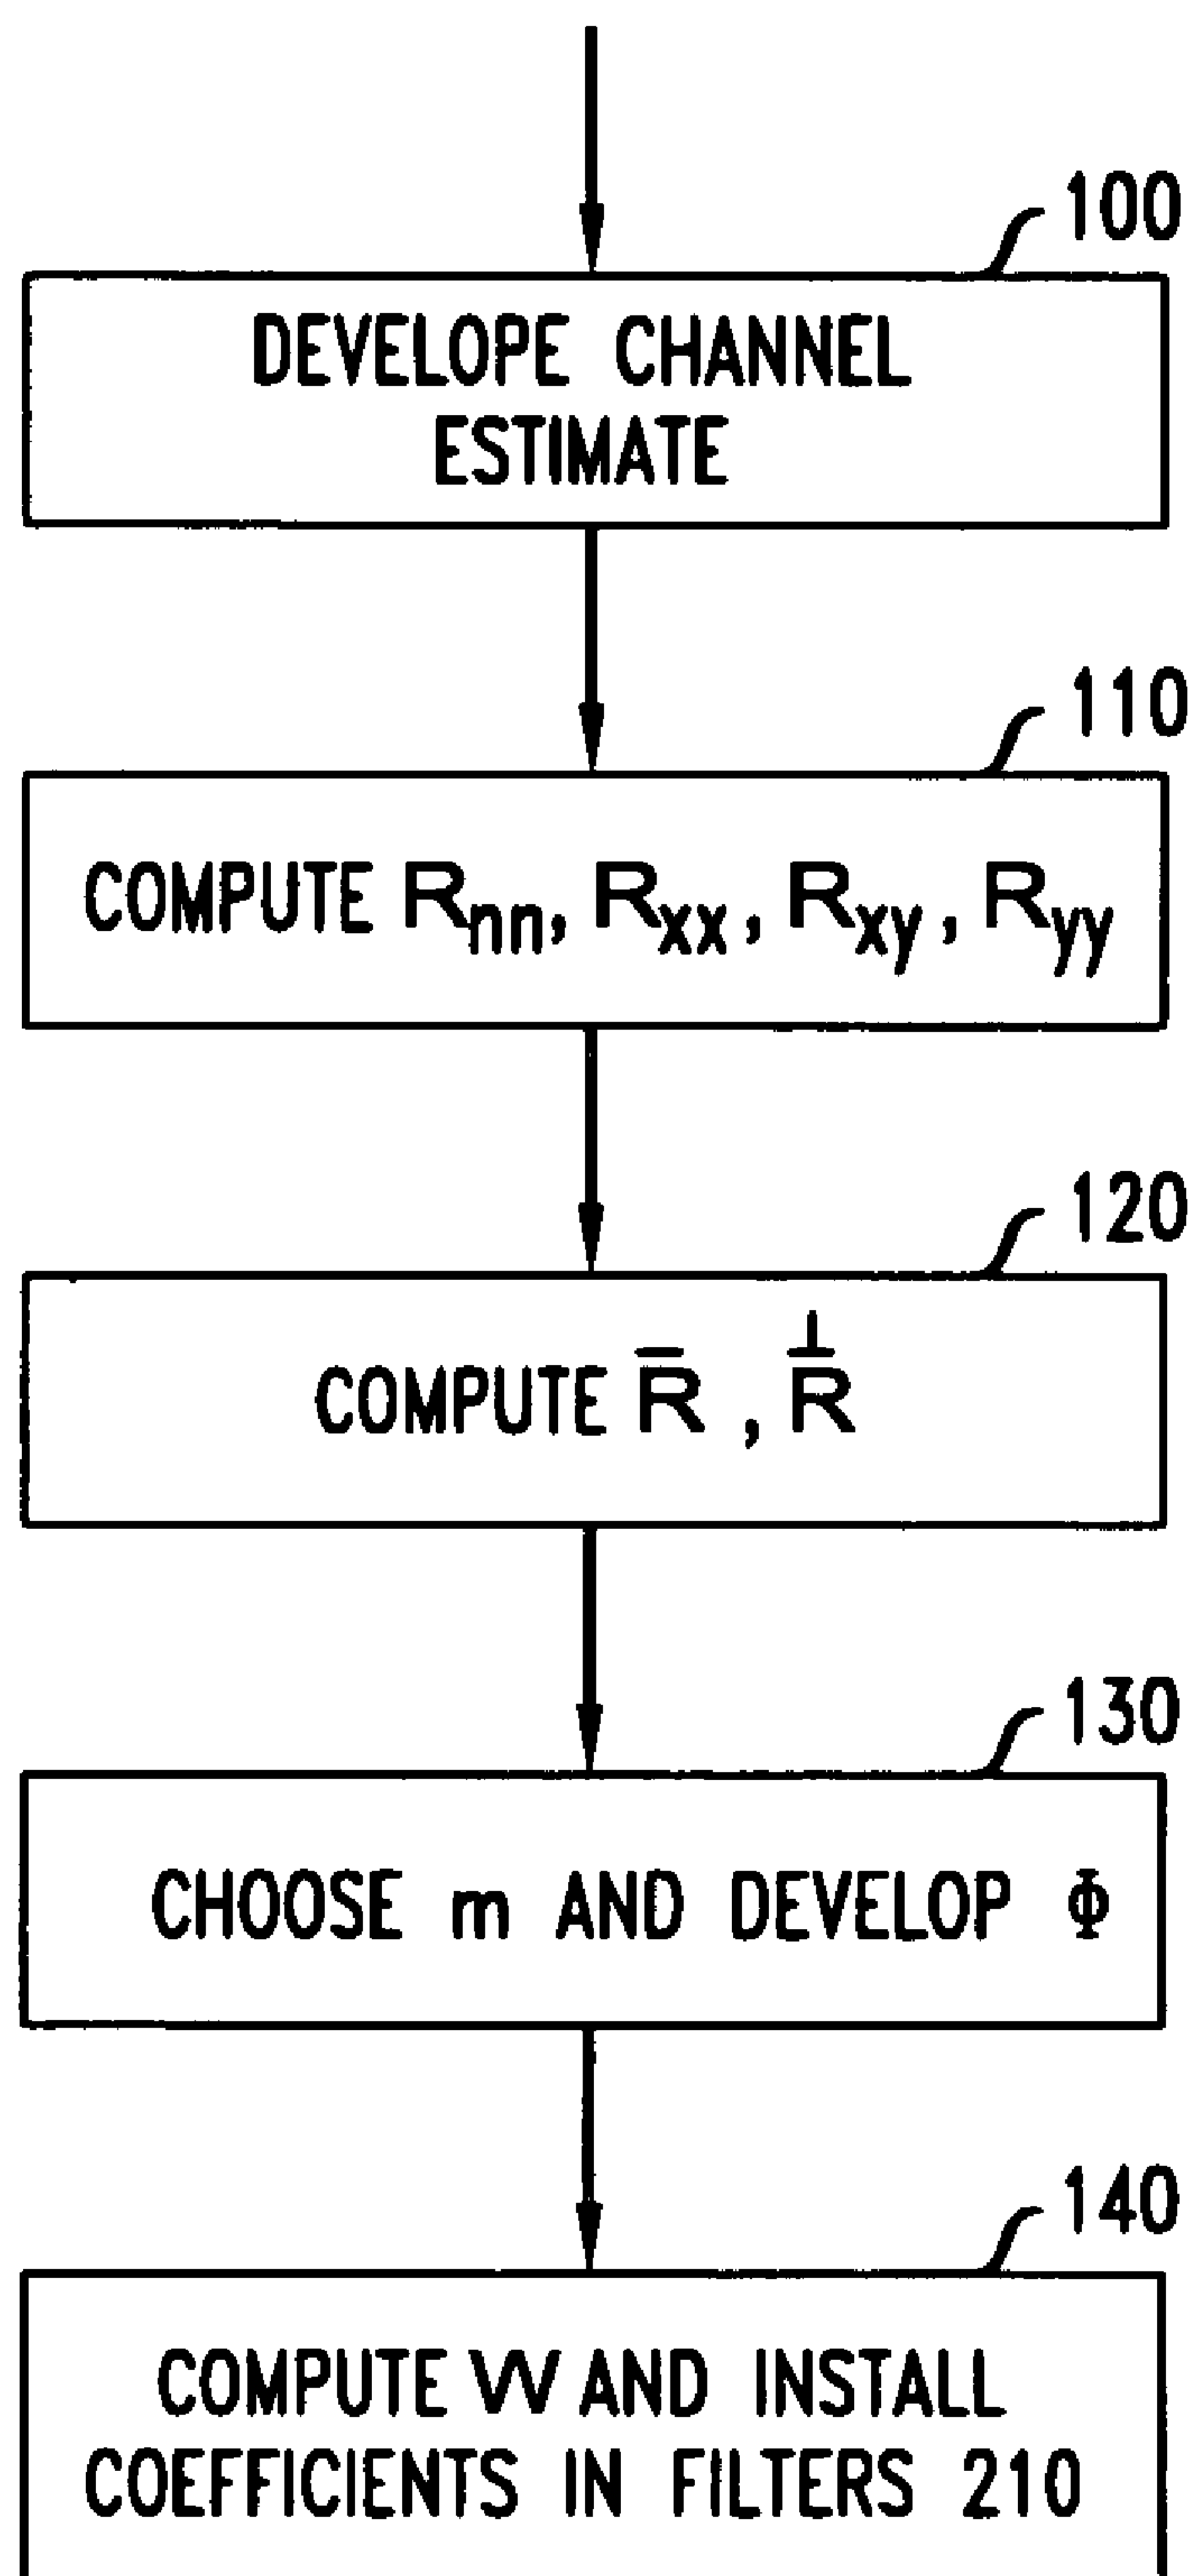 100
DEVELOPE CHANNEL
ESTIMATE
110
COMPUTE Rnn, Rxx, Rxy, Ryy
120
COMPUTE R̅, R̅^⊥
130
CHOOSE m AND DEVELOP Φ
140
COMPUTE W AND INSTALL
COEFFICIENTS IN FILTERS 210